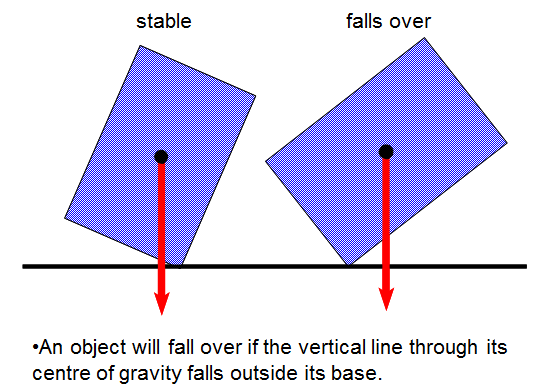 stable falls over
•An object will fall over if the vertical line through its
centre of gravity falls outside its base.